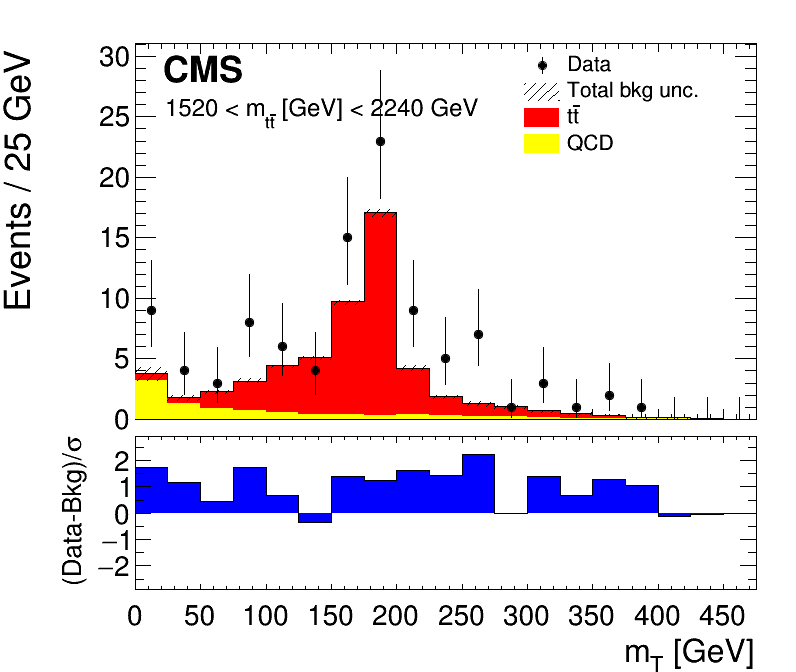 Events / 25 GeV
30
25
20
15
10
5
0
CMS
1520 < m_tt̄ [GeV] < 2240 GeV
Data
Total bkg unc.
tt̄
QCD
(Data-Bkg)/σ
2
1
0
−1
−2
0 50 100 150 200 250 300 350 400 450
m_T [GeV]